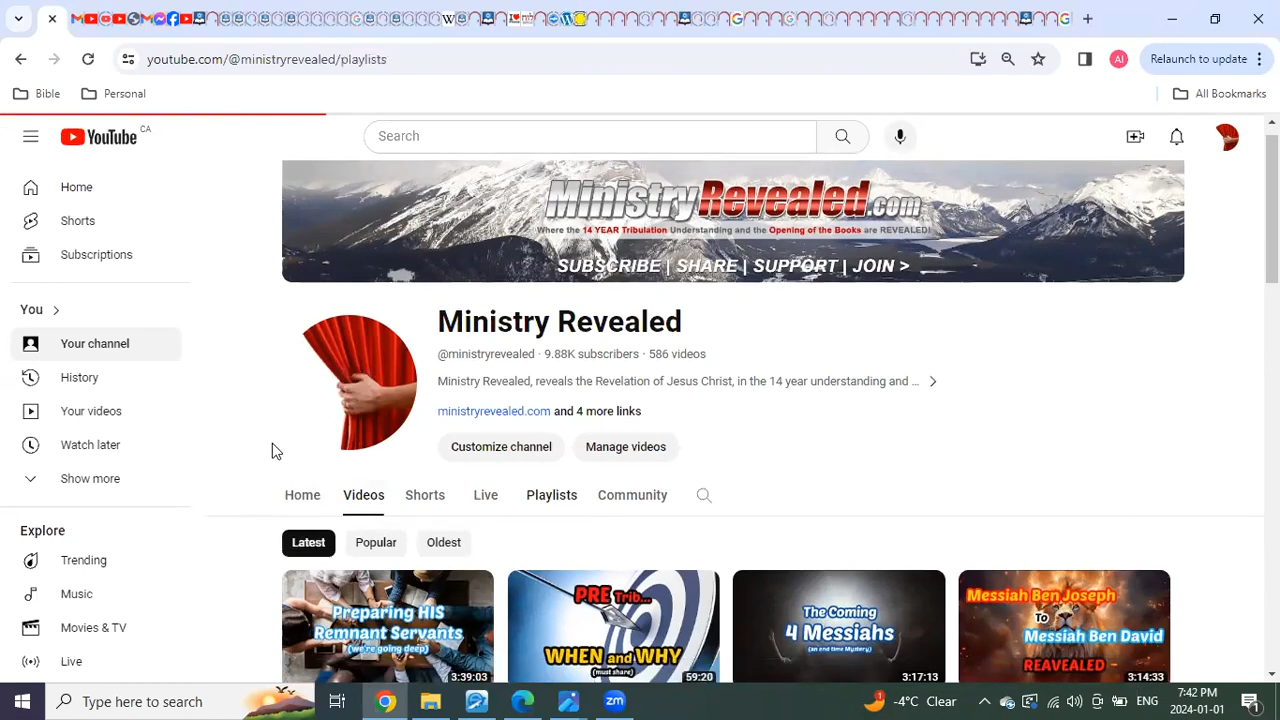 youtube.com/@ministryrevealed/playlists
Relaunch to update
Bible
Personal
All Bookmarks
YouTube CA
Search
MinistryRevealed.com
Where the 14 YEAR Tribulation Understanding and the Opening of the Books are REVEALED!
SUBSCRIBE | SHARE | SUPPORT | JOIN >
Home
Shorts
Subscriptions
You
Your channel
History
Your videos
Watch later
Show more
Explore
Trending
Music
Movies & TV
Live
Ministry Revealed
@ministryrevealed · 9.88K subscribers · 586 videos
Ministry Revealed, reveals the Revelation of Jesus Christ, in the 14 year understanding and ...
ministryrevealed.com and 4 more links
Customize channel
Manage videos
Home
Videos
Shorts
Live
Playlists
Community
Latest
Popular
Oldest
Preparing HIS
Remnant Servants
(we're going deep)
3:39:03
PRE Trib...
WHEN and WHY
(must share)
59:20
The Coming
4 Messiahs
(an end time Mystery)
3:17:13
Messiah Ben Joseph
To
Messiah Ben David
REAVEALED
3:14:33
Type here to search
-4°C Clear
ENG
7:42 PM
2024-01-01